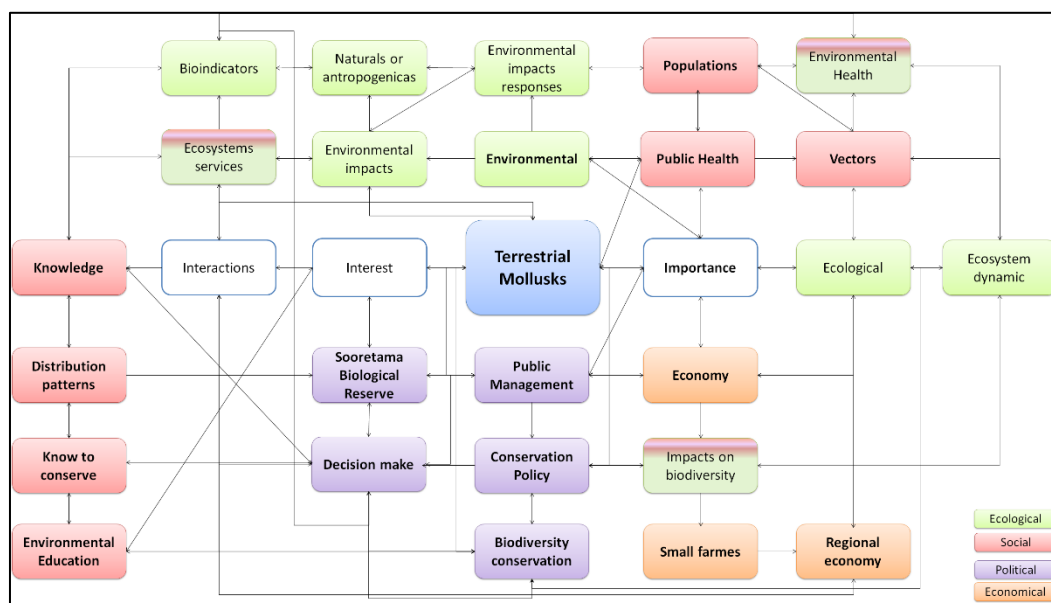 Bioindicators
Naturals or
antropogenicas
Environmental
impacts
responses
Populations
Environmental
Health
Ecosystems
services
Environmental
impacts
Environmental
Public Health
Vectors
Knowledge
Interactions
Interest
Terrestrial
Mollusks
Importance
Ecological
Ecosystem
dynamic
Distribution
patterns
Sooretama
Biological
Reserve
Public
Management
Economy
Know to
conserve
Decision make
Conservation
Policy
Impacts on
biodiversity
Environmental
Education
Biodiversity
conservation
Small farmes
Regional
economy
Ecological
Social
Political
Economical